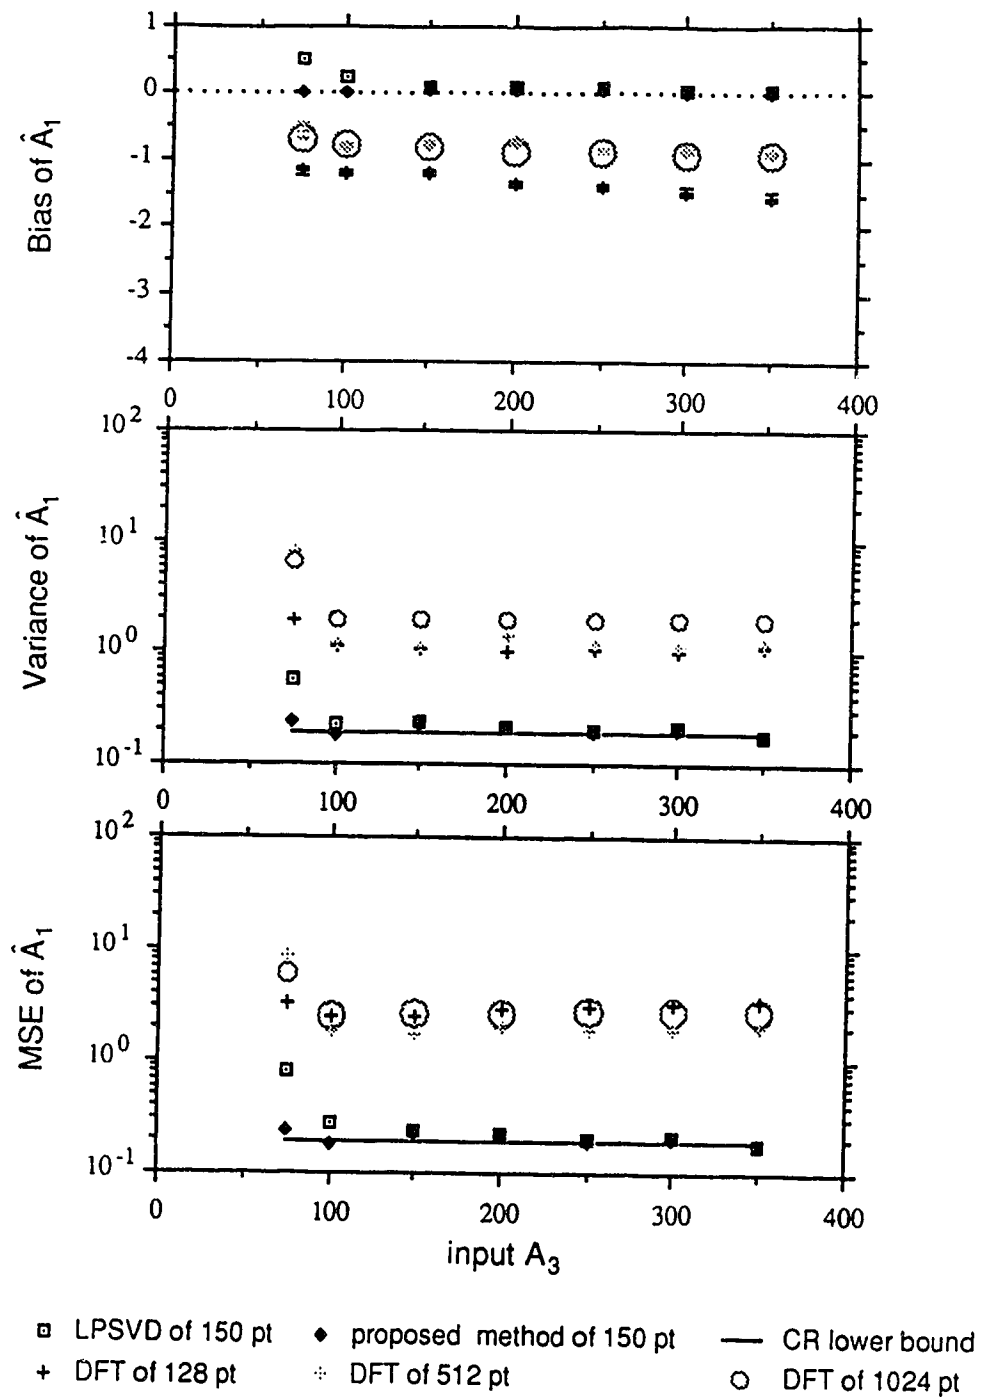 1
0
-1
-2
-3
-4
Bias of Â₁
0 100 200 300 400
10²
10¹
10⁰
10⁻¹
Variance of Â₁
0 100 200 300 400
10²
10¹
10⁰
10⁻¹
MSE of Â₁
0 100 200 300 400
input A₃
LPSVD of 150 pt proposed method of 150 pt CR lower bound
DFT of 128 pt DFT of 512 pt DFT of 1024 pt